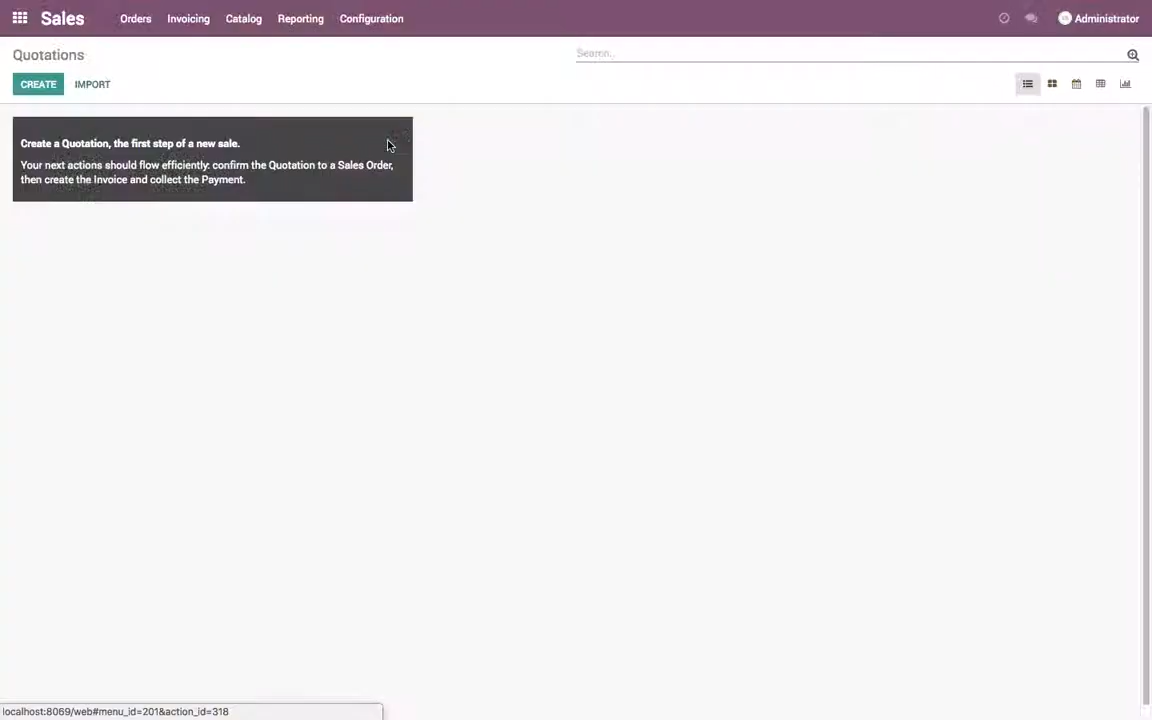 Sales Orders Invoicing Catalog Reporting Configuration Administrator
Quotations Search...
CREATE IMPORT
Create a Quotation, the first step of a new sale.
Your next actions should flow efficiently: confirm the Quotation to a Sales Order,
then create the Invoice and collect the Payment.
localhost:8069/web#menu_id=201&action_id=318